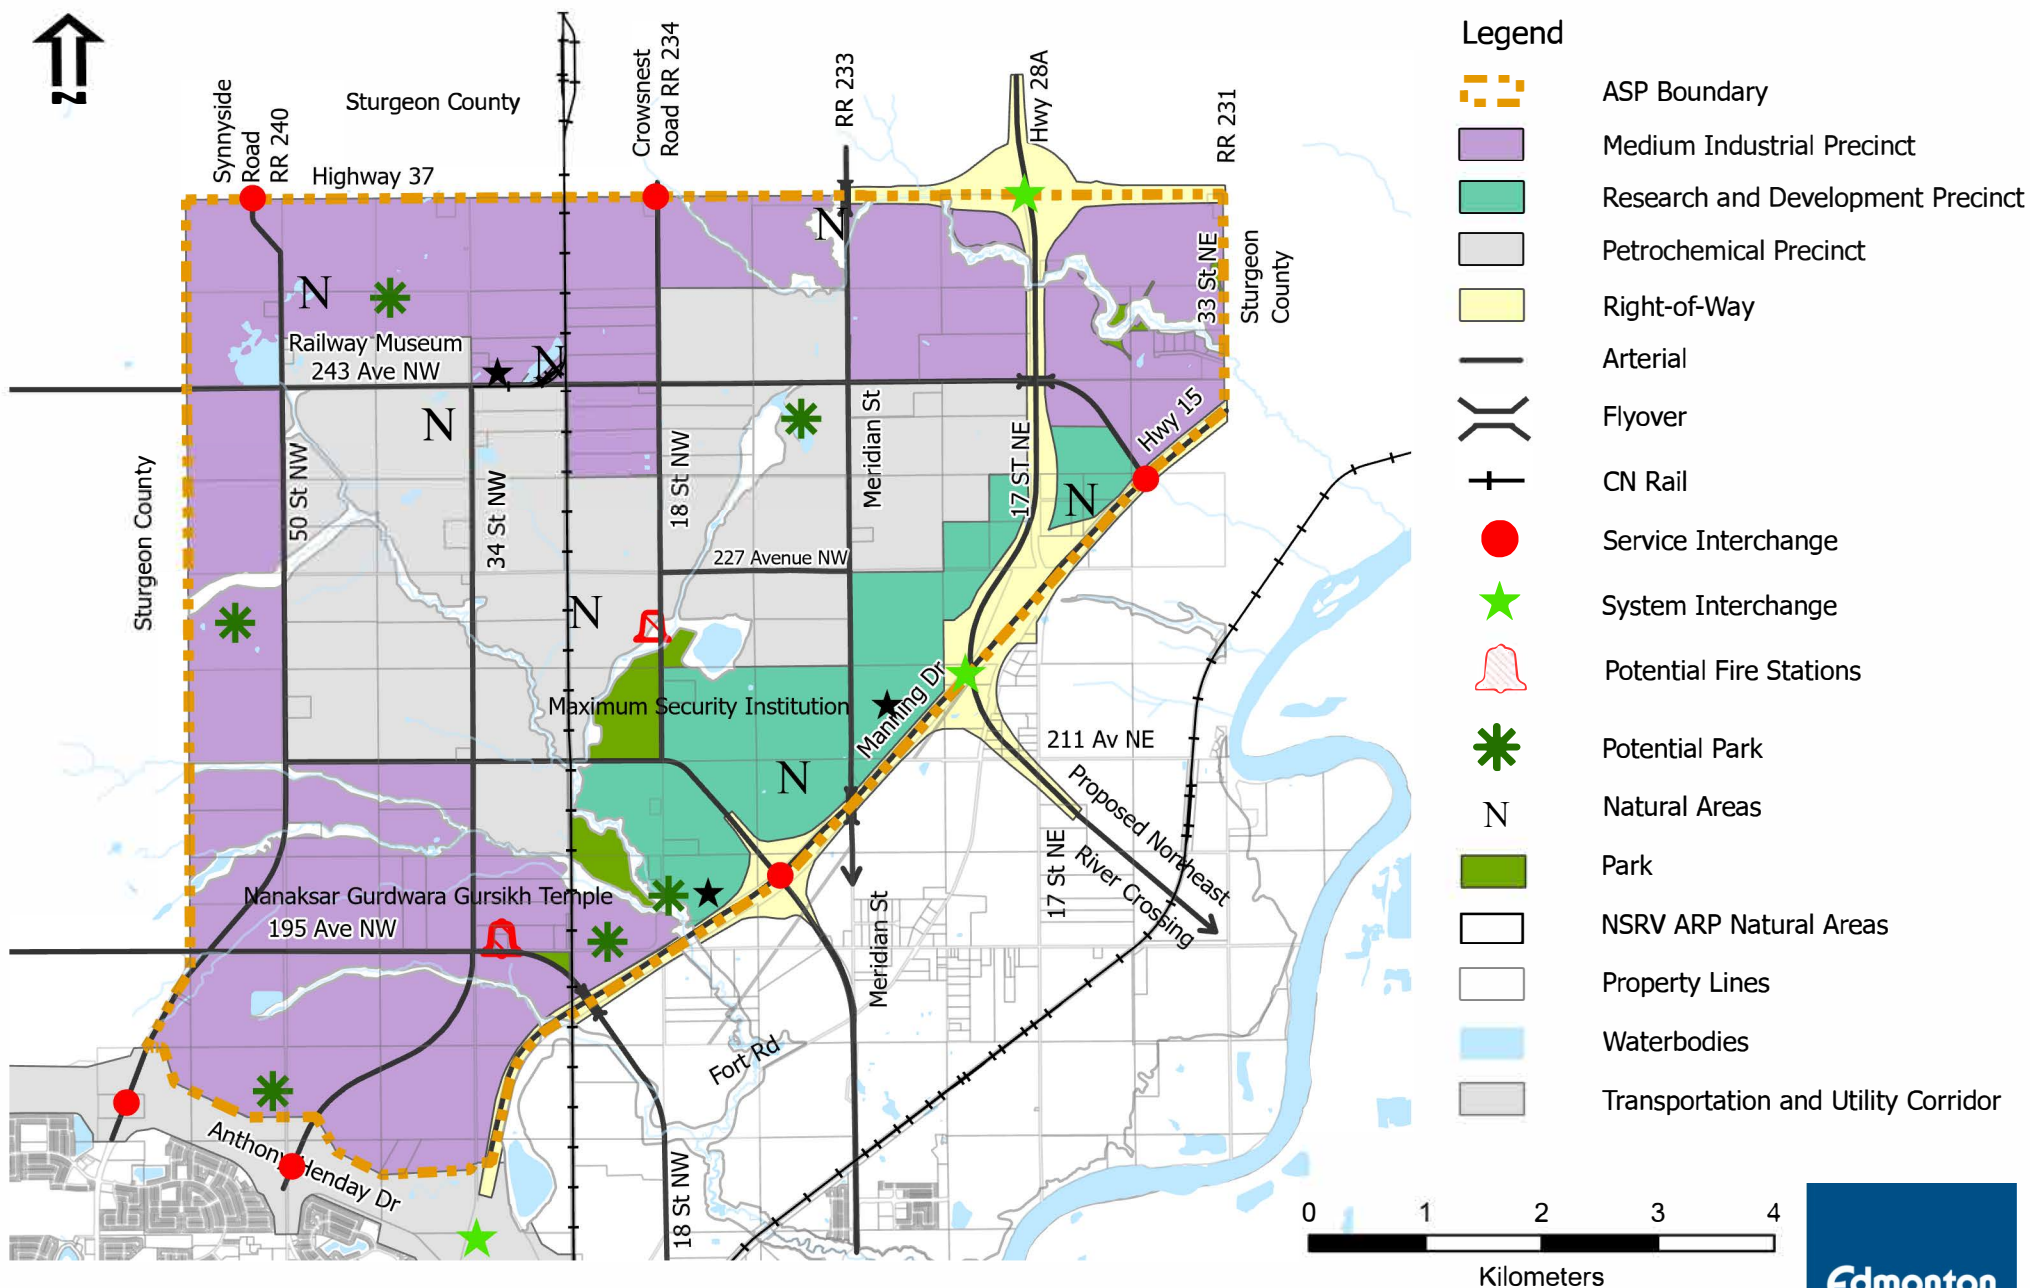 N
Synnyside
Road
RR 240
Sturgeon County
Highway 37
Crowsnest
Road RR 234
RR 233
Hwy 28A
RR 231
N
N
33 St NE
Sturgeon
County
Railway Museum
243 Ave NW
N
N
Sturgeon County
50 St NW
34 St NW
18 St NW
Meridian St
17 ST NE
Hwy 15
N
227 Avenue NW
N
Maximum Security Institution
Manning Dr
N
211 Av NE
Proposed Northeast
River Crossing
17 St NE
Nanaksar Gurdwara Gursikh Temple
195 Ave NW
Meridian St
Fort Rd
Anthony Henday Dr
18 St NW
Legend
ASP Boundary
Medium Industrial Precinct
Research and Development Precinct
Petrochemical Precinct
Right-of-Way
Arterial
Flyover
CN Rail
Service Interchange
System Interchange
Potential Fire Stations
Potential Park
N Natural Areas
Park
NSRV ARP Natural Areas
Property Lines
Waterbodies
Transportation and Utility Corridor
0 1 2 3 4
Kilometers
Edmonton